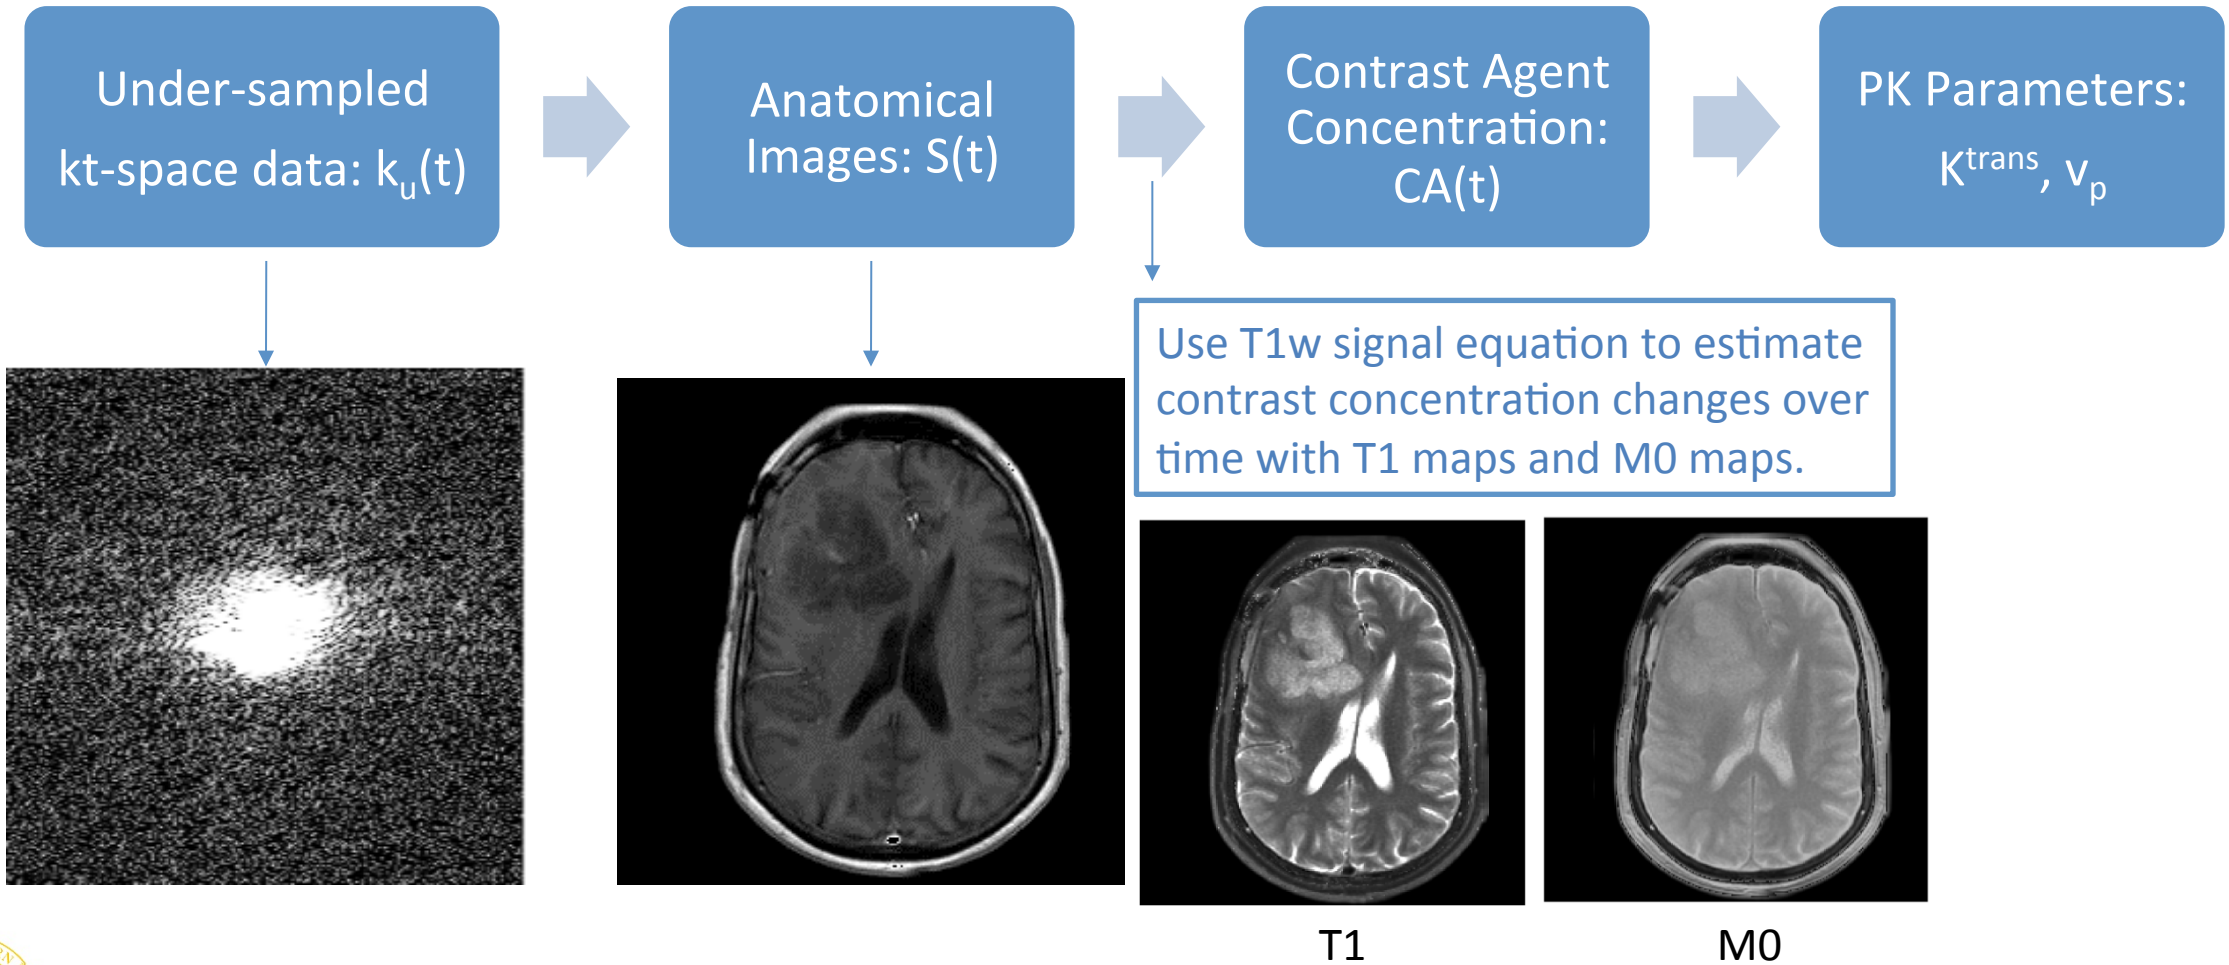 Under-sampled
kt-space data: kᵤ(t)
Anatomical
Images: S(t)
Contrast Agent
Concentration:
CA(t)
PK Parameters:
Kᵗʳᵃⁿˢ, vₚ
Use T1w signal equation to estimate
contrast concentration changes over
time with T1 maps and M0 maps.
T1
M0